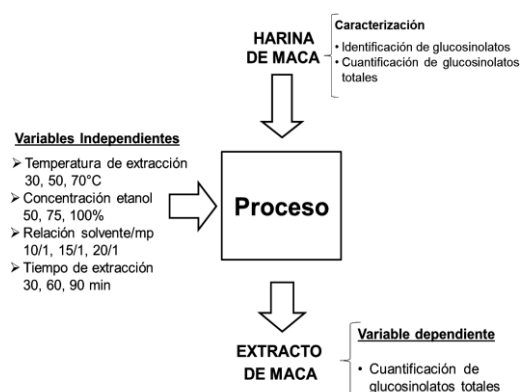 HARINA
DE MACA
Caracterización
• Identificación de glucosinolatos
• Cuantificación de glucosinolatos
totales
Variables Independientes
➢ Temperatura de extracción
30, 50, 70°C
➢ Concentración etanol
50, 75, 100%
➢ Relación solvente/mp
10/1, 15/1, 20/1
➢ Tiempo de extracción
30, 60, 90 min
Proceso
EXTRACTO
DE MACA
Variable dependiente
• Cuantificación de
glucosinolatos totales